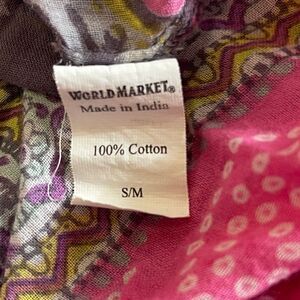 WORLD MARKET®
Made in India
100% Cotton
S/M